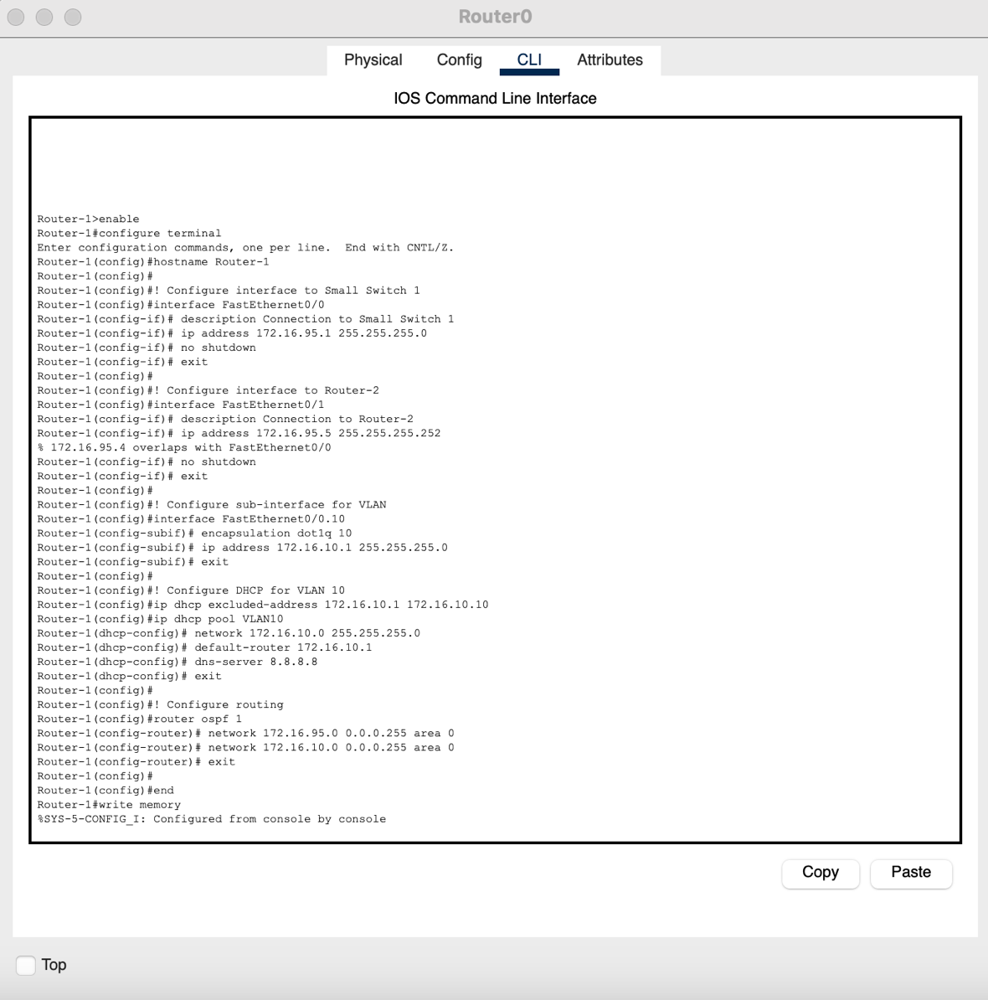 Router0
Physical Config CLI Attributes
IOS Command Line Interface
Router-1>enable
Router-1#configure terminal
Enter configuration commands, one per line.  End with CNTL/Z.
Router-1(config)#hostname Router-1
Router-1(config)#
Router-1(config)#! Configure interface to Small Switch 1
Router-1(config)#interface FastEthernet0/0
Router-1(config-if)# description Connection to Small Switch 1
Router-1(config-if)# ip address 172.16.95.1 255.255.255.0
Router-1(config-if)# no shutdown
Router-1(config-if)# exit
Router-1(config)#
Router-1(config)#! Configure interface to Router-2
Router-1(config)#interface FastEthernet0/1
Router-1(config-if)# description Connection to Router-2
Router-1(config-if)# ip address 172.16.95.5 255.255.255.252
% 172.16.95.4 overlaps with FastEthernet0/0
Router-1(config-if)# no shutdown
Router-1(config-if)# exit
Router-1(config)#
Router-1(config)#! Configure sub-interface for VLAN
Router-1(config)#interface FastEthernet0/0.10
Router-1(config-subif)# encapsulation dot1q 10
Router-1(config-subif)# ip address 172.16.10.1 255.255.255.0
Router-1(config-subif)# exit
Router-1(config)#
Router-1(config)#! Configure DHCP for VLAN 10
Router-1(config)#ip dhcp excluded-address 172.16.10.1 172.16.10.10
Router-1(config)#ip dhcp pool VLAN10
Router-1(dhcp-config)# network 172.16.10.0 255.255.255.0
Router-1(dhcp-config)# default-router 172.16.10.1
Router-1(dhcp-config)# dns-server 8.8.8.8
Router-1(dhcp-config)# exit
Router-1(config)#
Router-1(config)#! Configure routing
Router-1(config)#router ospf 1
Router-1(config-router)# network 172.16.95.0 0.0.0.255 area 0
Router-1(config-router)# network 172.16.10.0 0.0.0.255 area 0
Router-1(config-router)# exit
Router-1(config)#
Router-1(config)#end
Router-1#write memory
%SYS-5-CONFIG_I: Configured from console by console
Copy Paste
Top